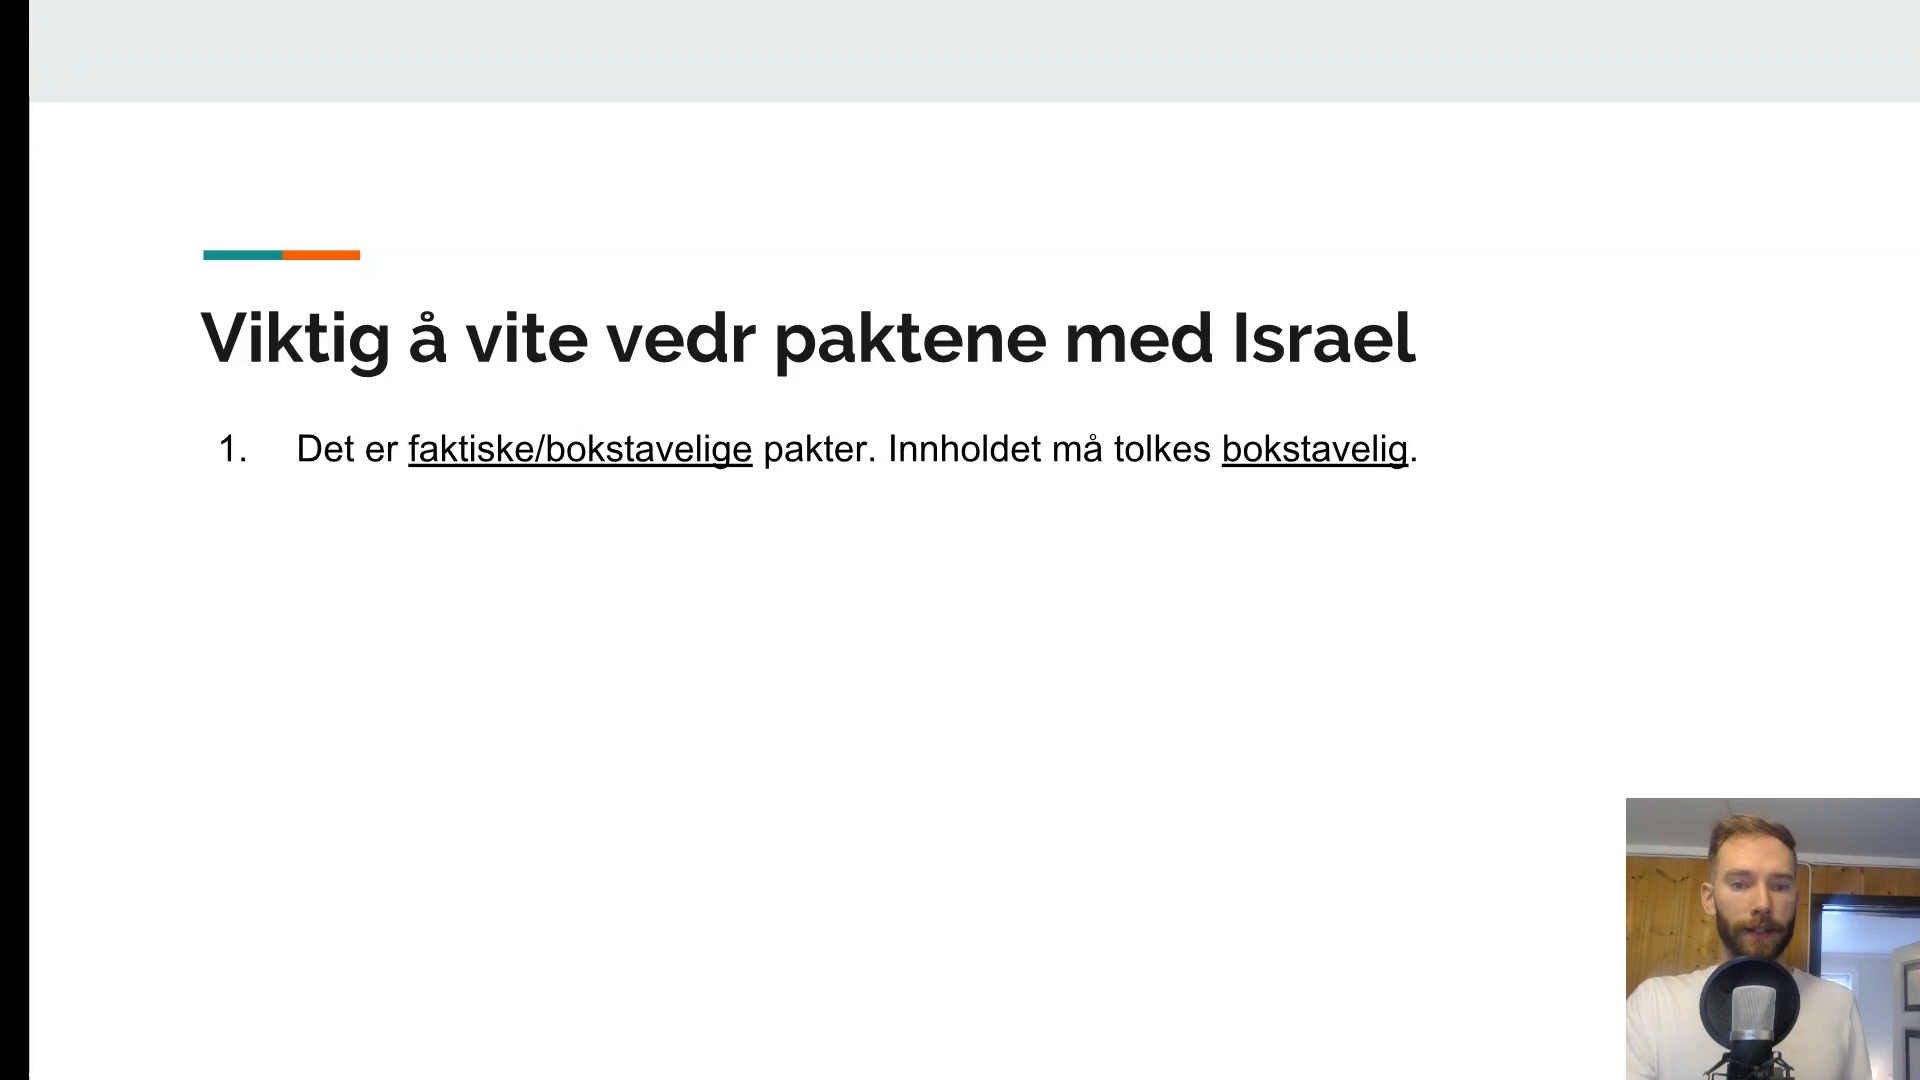 Viktig å vite vedr paktene med Israel
1. Det er faktiske/bokstavelige pakter. Innholdet må tolkes bokstavelig.